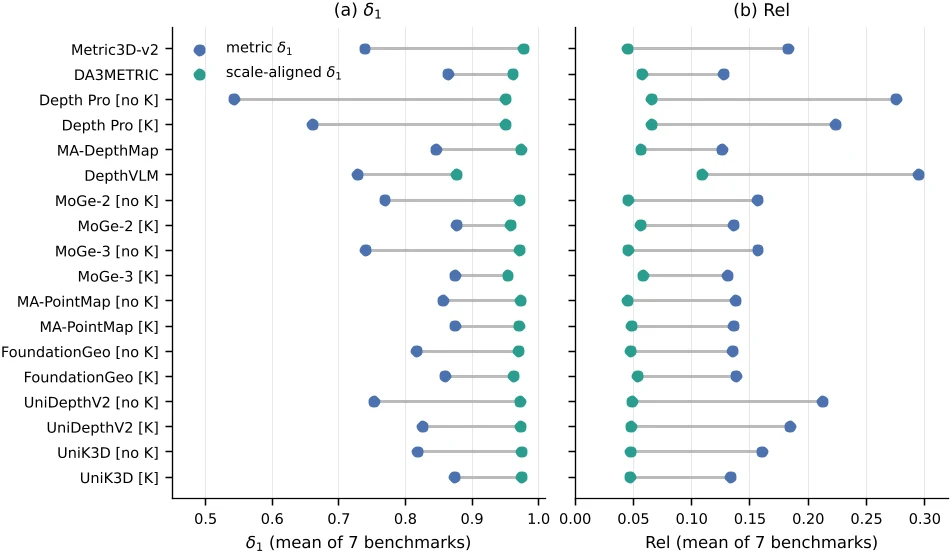 (a) δ1
metric δ1
scale-aligned δ1
Metric3D-v2
DA3METRIC
Depth Pro [no K]
Depth Pro [K]
MA-DepthMap
DepthVLM
MoGe-2 [no K]
MoGe-2 [K]
MoGe-3 [no K]
MoGe-3 [K]
MA-PointMap [no K]
MA-PointMap [K]
FoundationGeo [no K]
FoundationGeo [K]
UniDepthV2 [no K]
UniDepthV2 [K]
UniK3D [no K]
UniK3D [K]
0.5 0.6 0.7 0.8 0.9 1.0
δ1 (mean of 7 benchmarks)
(b) Rel
0.00 0.05 0.10 0.15 0.20 0.25 0.30
Rel (mean of 7 benchmarks)